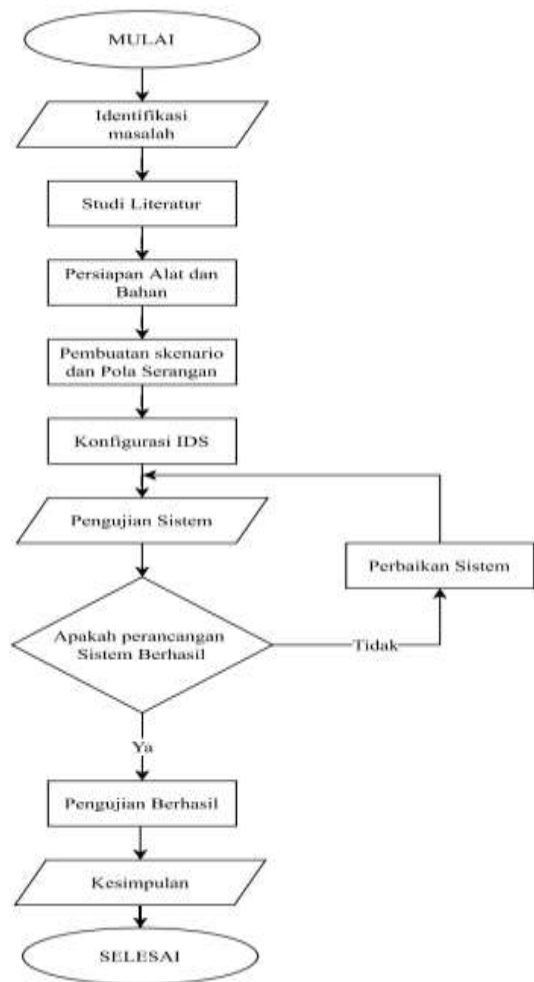 MULAI
Identifikasi
masalah
Studi Literatur
Persiapan Alat dan
Bahan
Pembuatan skenario
dan Pola Serangan
Konfigurasi IDS
Pengujian Sistem
Perbaikan Sistem
Apakah perancangan
Sistem Berhasil
Tidak
Ya
Pengujian Berhasil
Kesimpulan
SELESAI